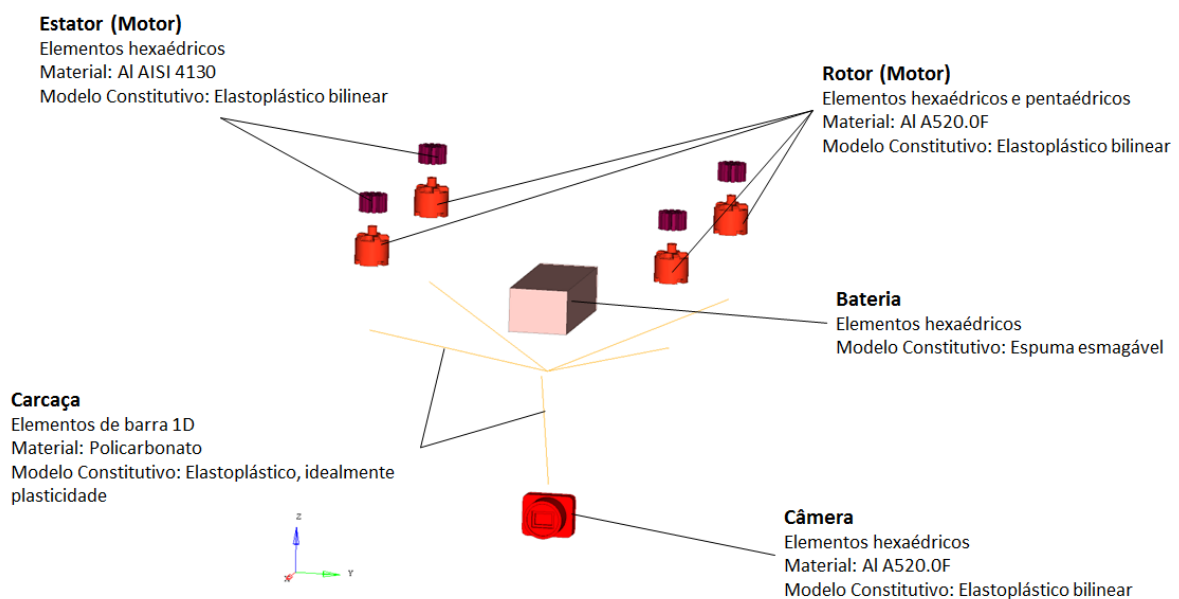 Estator (Motor)
Elementos hexaédricos
Material: Al AISI 4130
Modelo Constitutivo: Elastoplástico bilinear
Rotor (Motor)
Elementos hexaédricos e pentaédricos
Material: Al A520.0F
Modelo Constitutivo: Elastoplástico bilinear
Bateria
Elementos hexaédricos
Modelo Constitutivo: Espuma esmagável
Carcaça
Elementos de barra 1D
Material: Policarbonato
Modelo Constitutivo: Elastoplástico, idealmente
plasticidade
Câmera
Elementos hexaédricos
Material: Al A520.0F
Modelo Constitutivo: Elastoplástico bilinear
Z
X
Y